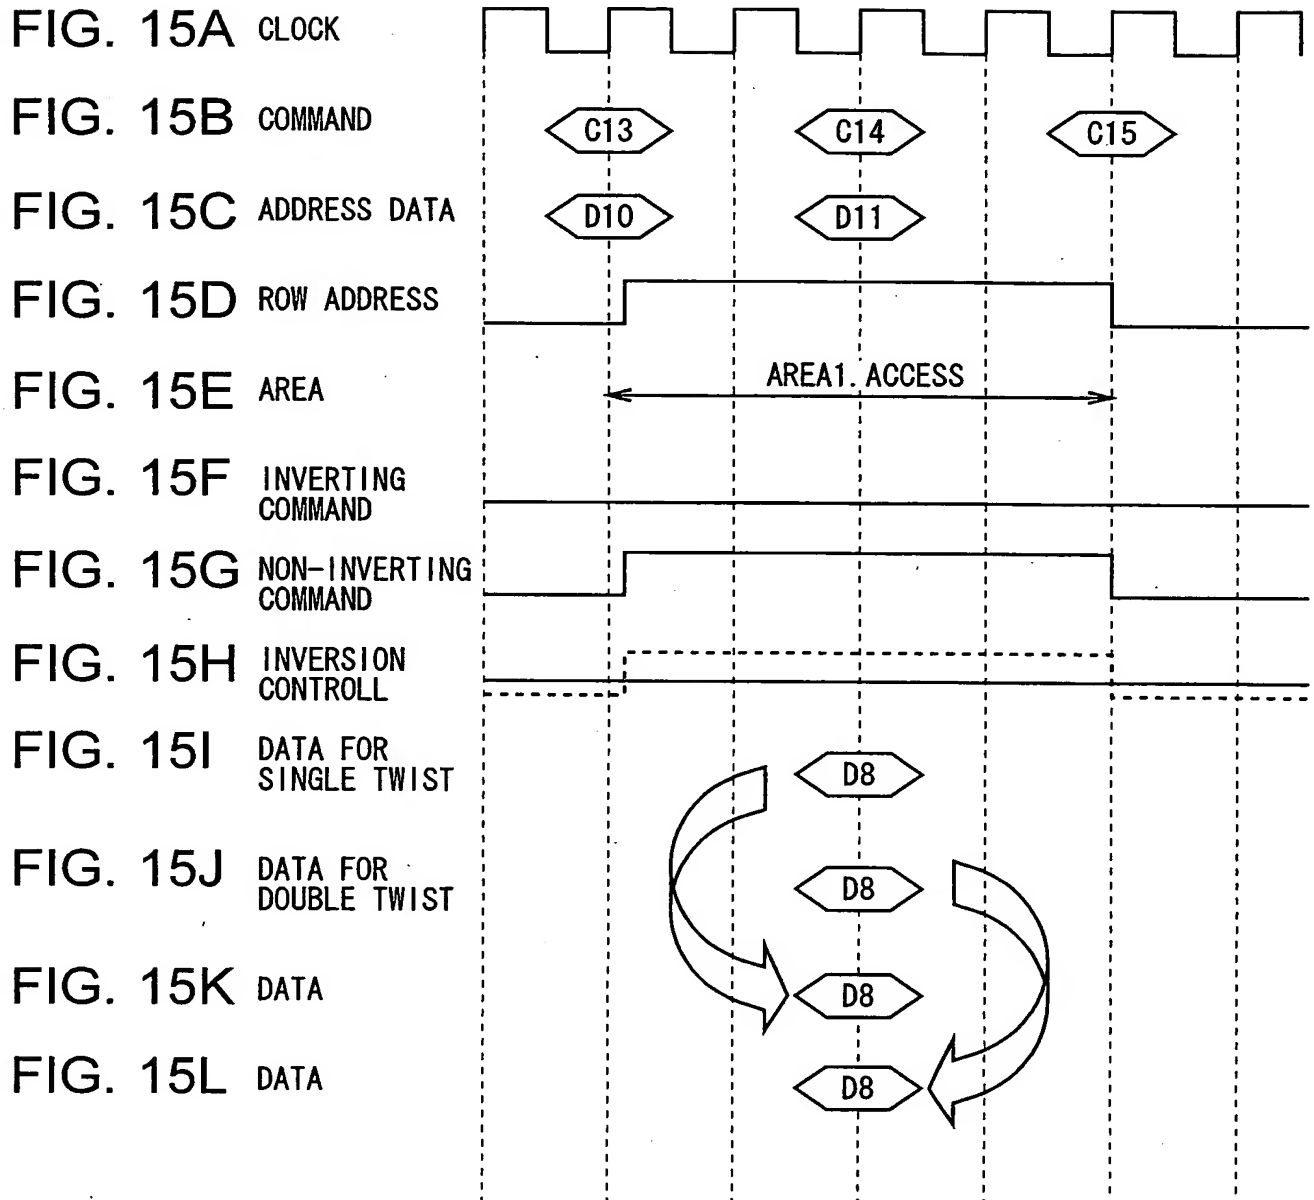 FIG. 15A CLOCK
FIG. 15B COMMAND
C13 C14 C15
FIG. 15C ADDRESS DATA
D10 D11
FIG. 15D ROW ADDRESS
FIG. 15E AREA
AREA1. ACCESS
FIG. 15F INVERTING
COMMAND
FIG. 15G NON-INVERTING
COMMAND
FIG. 15H INVERSION
CONTROLL
FIG. 15I DATA FOR
SINGLE TWIST
D8
FIG. 15J DATA FOR
DOUBLE TWIST
D8
FIG. 15K DATA
D8
FIG. 15L DATA
D8